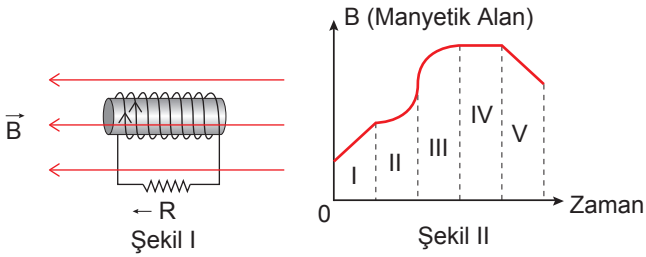 B
← R
Şekil I
B (Manyetik Alan)
I
II
III
IV
V
0
Zaman
Şekil II